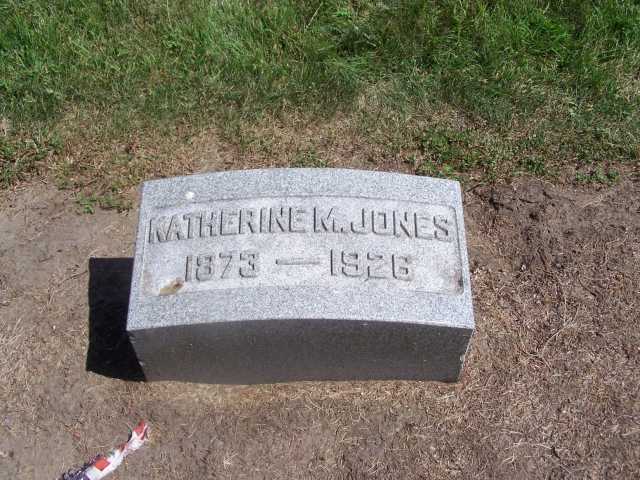 KATHERINE M. JONES
1873 — 1926